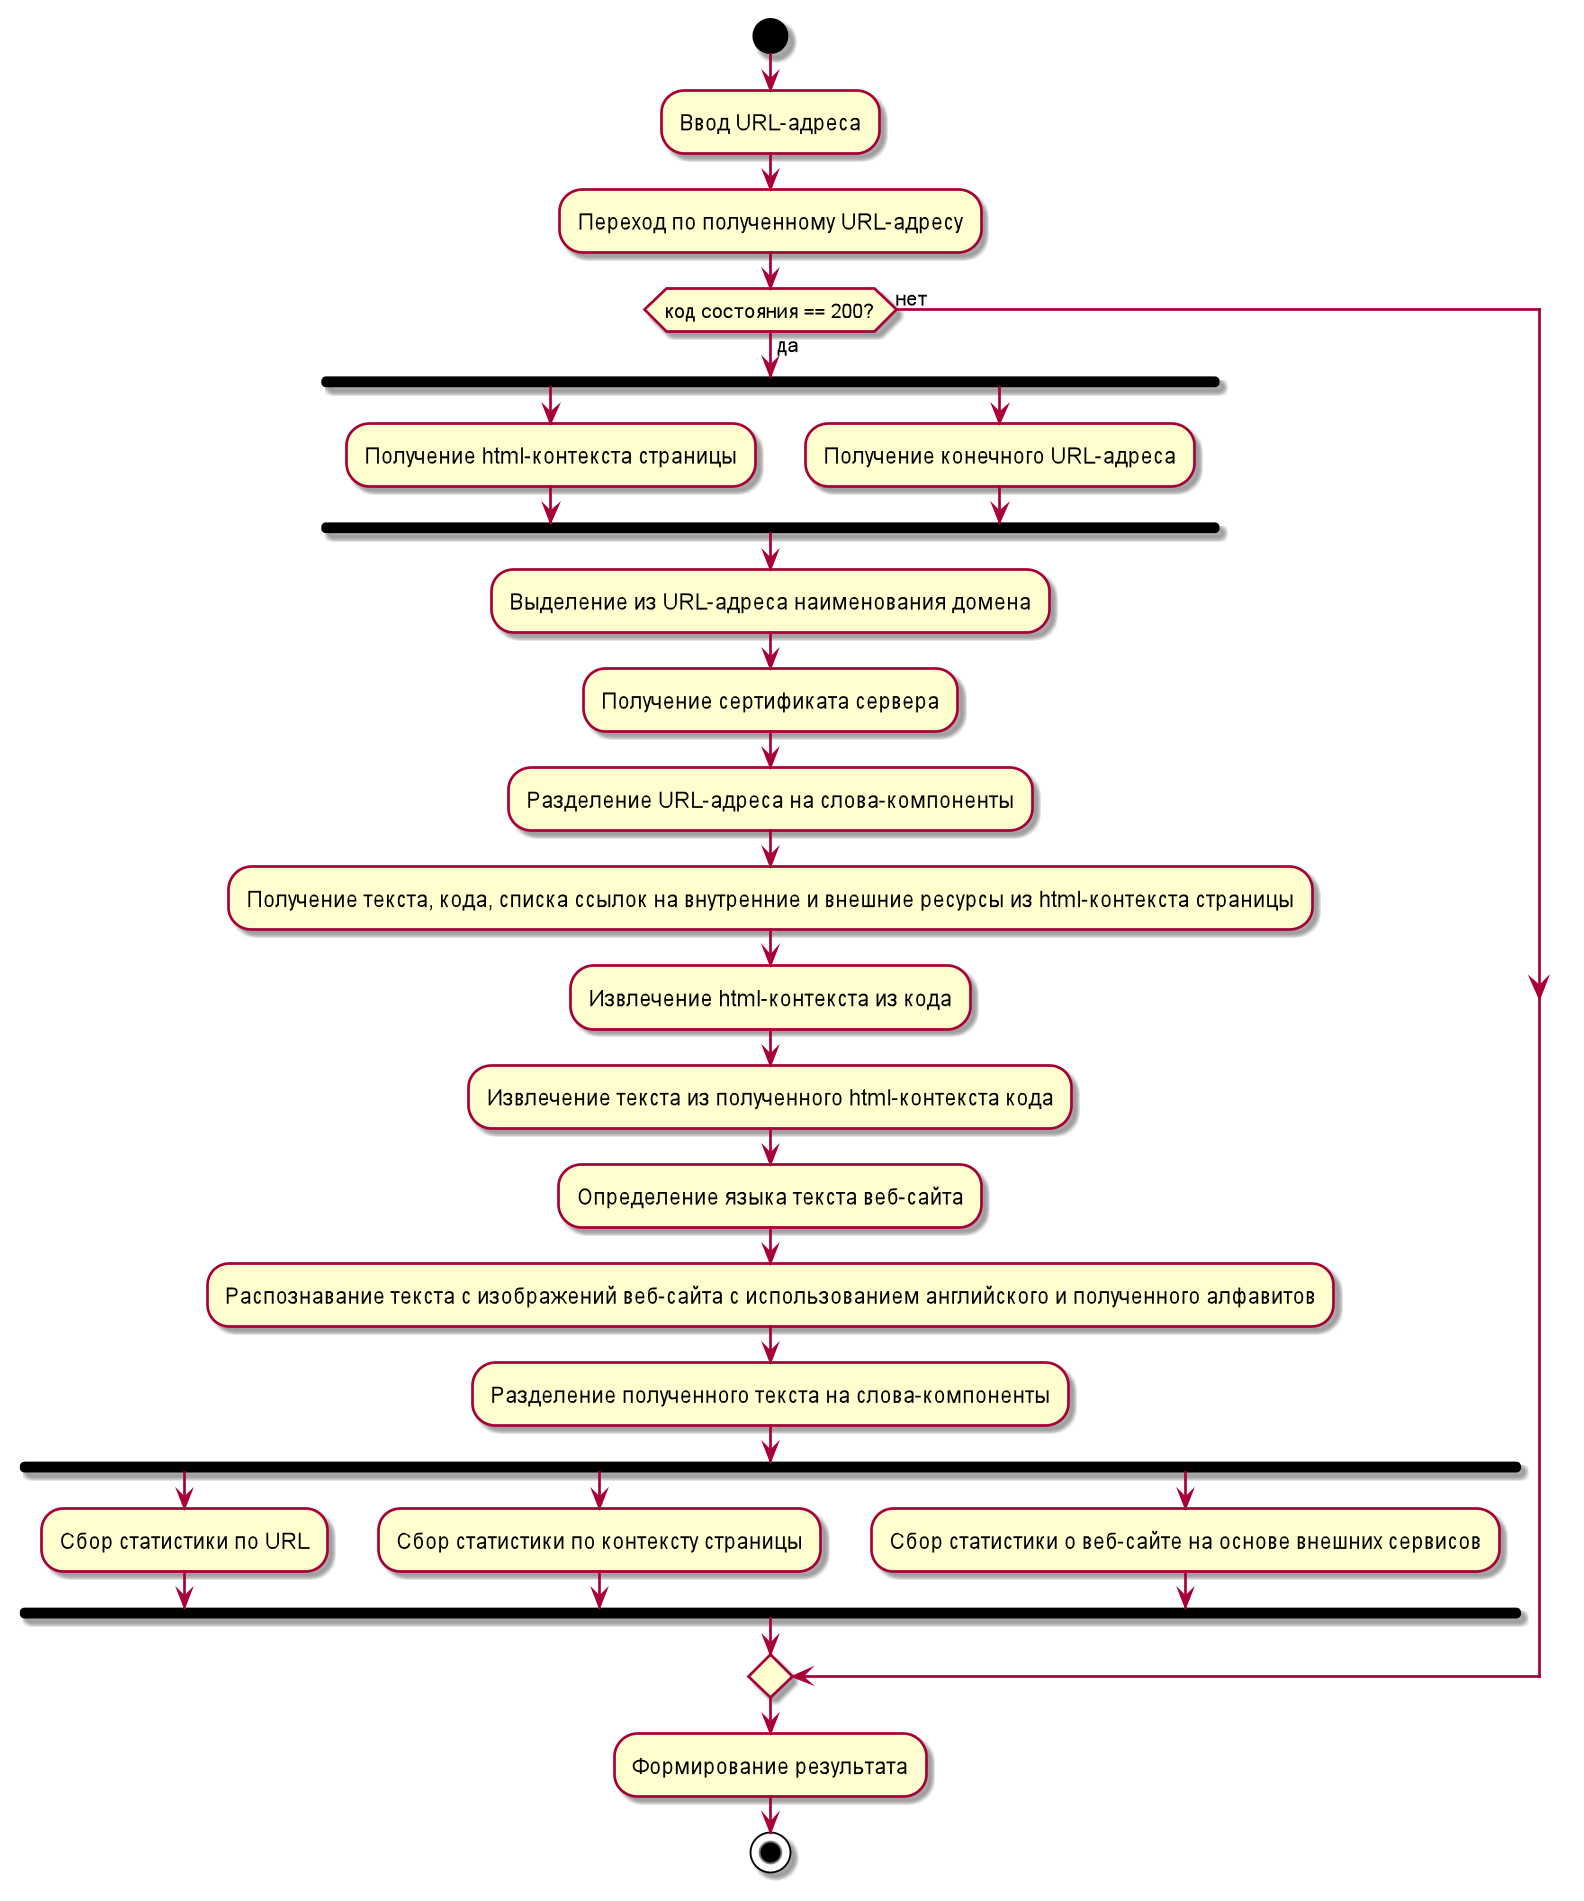 Ввод URL-адреса
Переход по полученному URL-адресу
код состояния == 200?
нет
да
Получение html-контекста страницы
Получение конечного URL-адреса
Выделение из URL-адреса наименования домена
Получение сертификата сервера
Разделение URL-адреса на слова-компоненты
Получение текста, кода, списка ссылок на внутренние и внешние ресурсы из html-контекста страницы
Извлечение html-контекста из кода
Извлечение текста из полученного html-контекста кода
Определение языка текста веб-сайта
Распознавание текста с изображений веб-сайта с использованием английского и полученного алфавитов
Разделение полученного текста на слова-компоненты
Сбор статистики по URL
Сбор статистики по контексту страницы
Сбор статистики о веб-сайте на основе внешних сервисов
Формирование результата